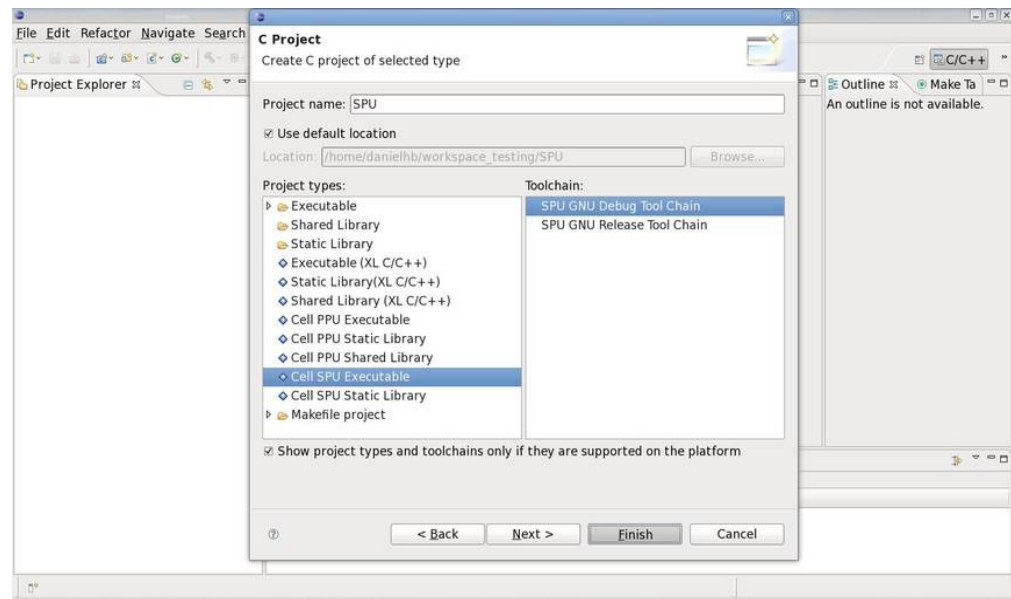 File Edit Refactor Navigate Search
C Project
Create C project of selected type
C/C++
»
Project Explorer
Outline
Make Ta
An outline is not available.
Project name: SPU
Use default location
Location: /home/danielhb/workspace_testing/SPU Browse...
Project types: Toolchain:
Executable SPU GNU Debug Tool Chain
Shared Library SPU GNU Release Tool Chain
Static Library
Executable (XL C/C++)
Static Library(XL C/C++)
Shared Library (XL C/C++)
Cell PPU Executable
Cell PPU Static Library
Cell PPU Shared Library
Cell SPU Executable
Cell SPU Static Library
Makefile project
Show project types and toolchains only if they are supported on the platform
< Back Next > Finish Cancel